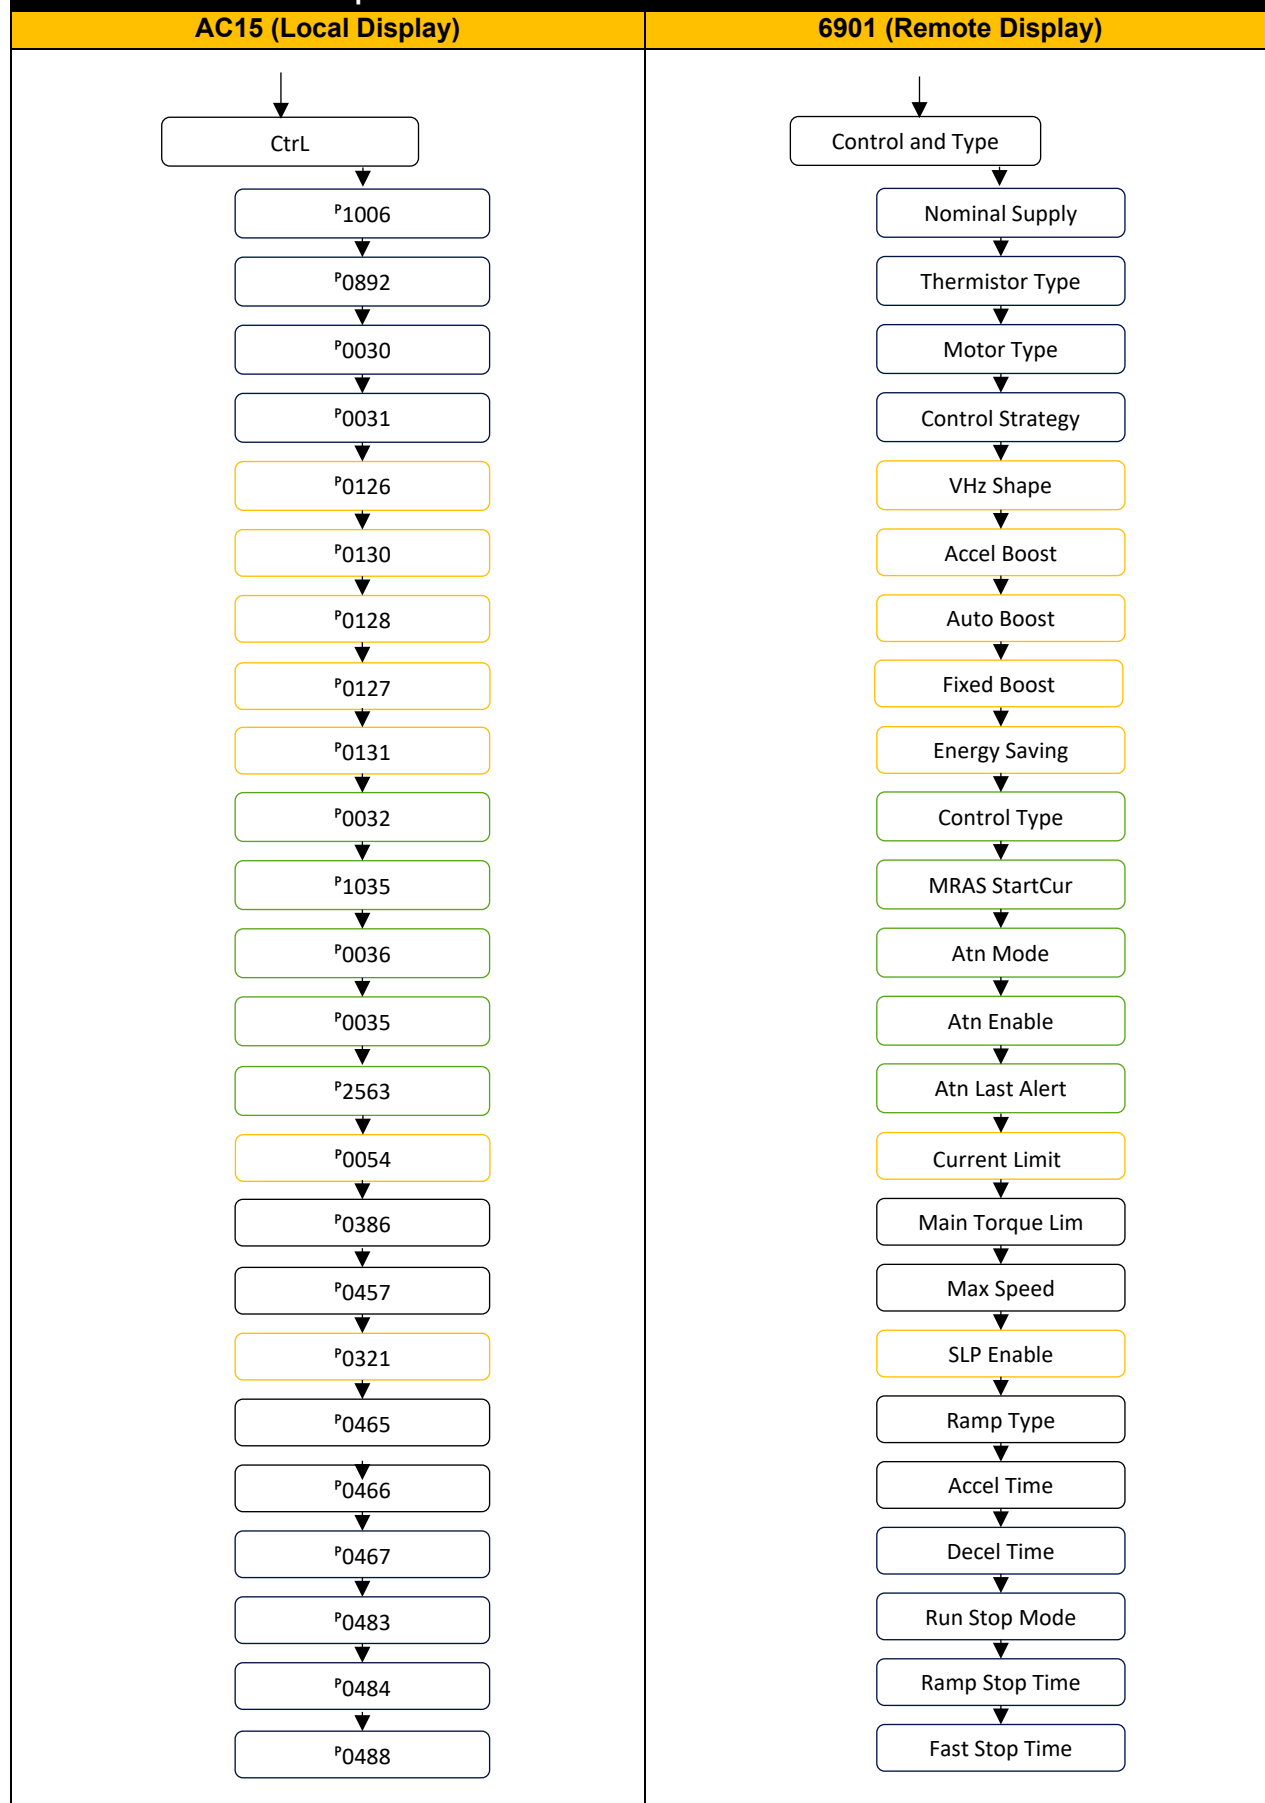 AC15 (Local Display)
6901 (Remote Display)
CtrL
P1006
P0892
P0030
P0031
P0126
P0130
P0128
P0127
P0131
P0032
P1035
P0036
P0035
P2563
P0054
P0386
P0457
P0321
P0465
P0466
P0467
P0483
P0484
P0488
Control and Type
Nominal Supply
Thermistor Type
Motor Type
Control Strategy
VHz Shape
Accel Boost
Auto Boost
Fixed Boost
Energy Saving
Control Type
MRAS StartCur
Atn Mode
Atn Enable
Atn Last Alert
Current Limit
Main Torque Lim
Max Speed
SLP Enable
Ramp Type
Accel Time
Decel Time
Run Stop Mode
Ramp Stop Time
Fast Stop Time